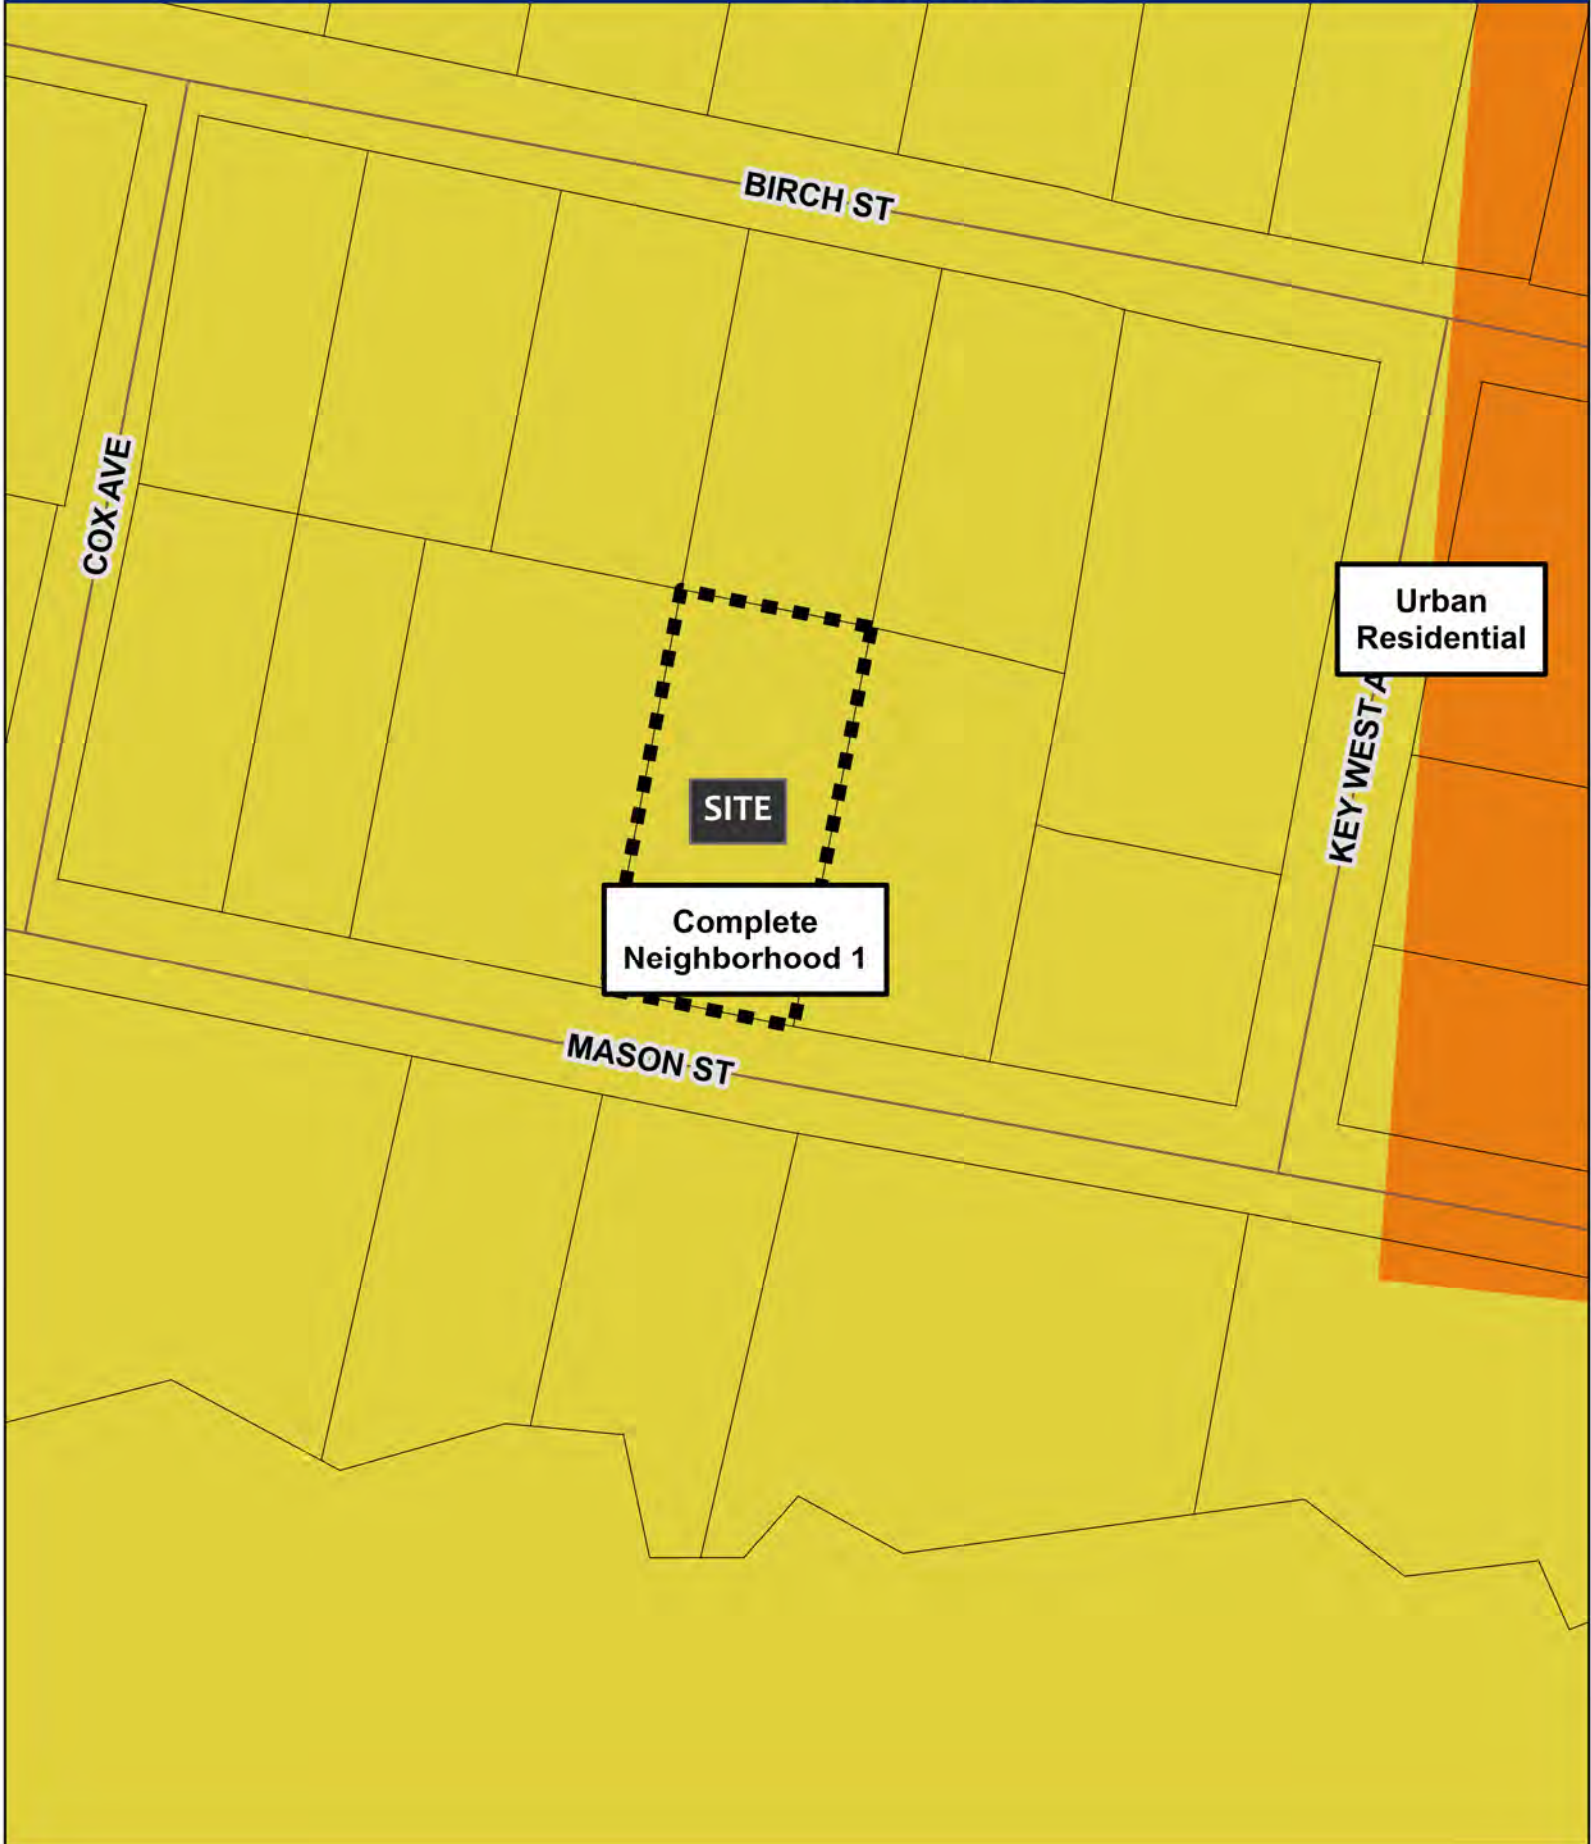 BIRCH ST
COX AVE
Urban
Residential
KEY WEST A
SITE
Complete
Neighborhood 1
MASON ST